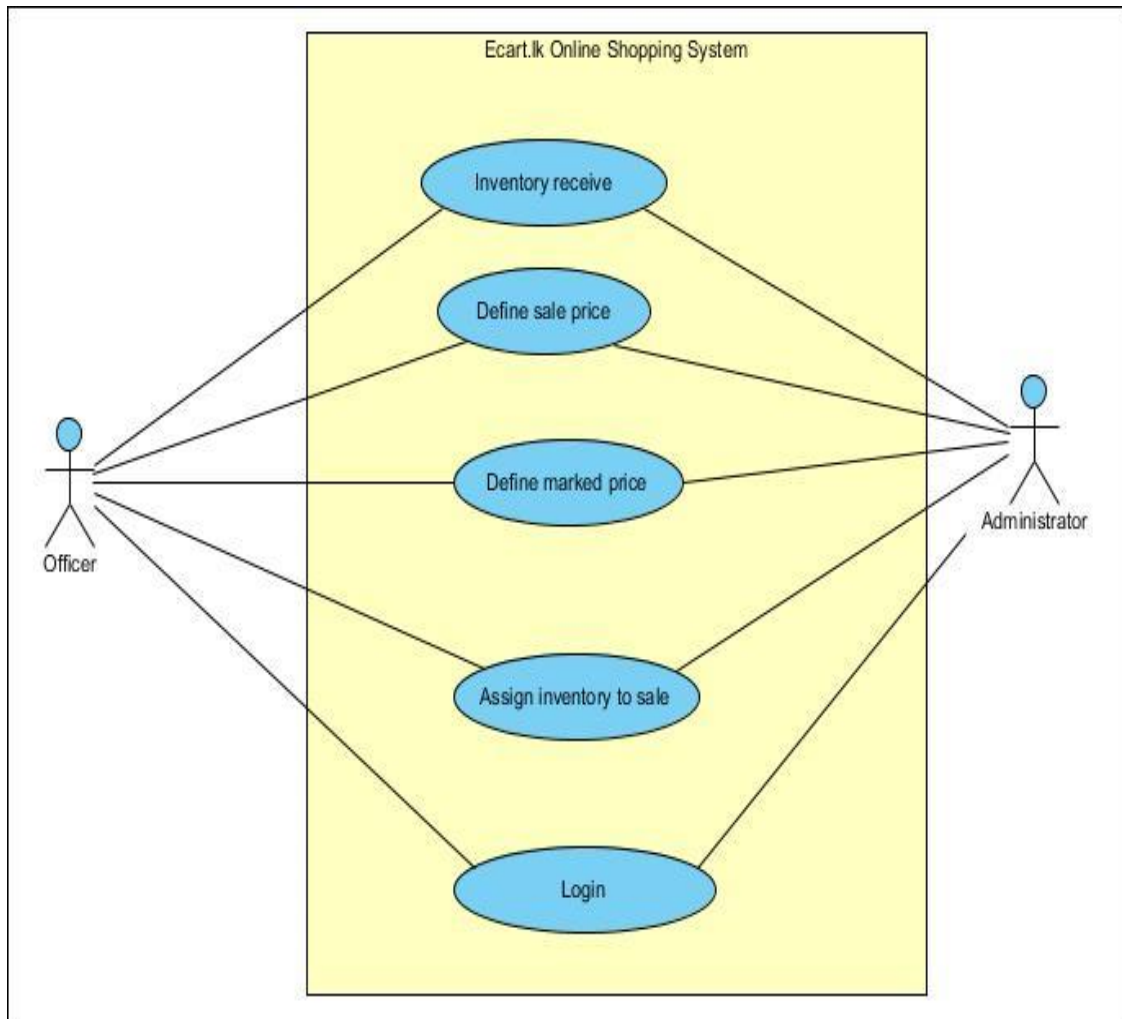 Ecart.lk Online Shopping System
Inventory receive
Define sale price
Define marked price
Officer
Administrator
Assign inventory to sale
Login